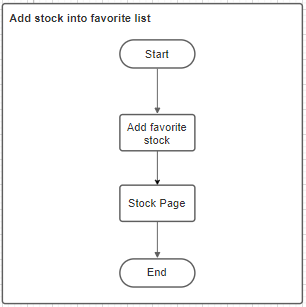 Add stock into favorite list
Start
Add favorite
stock
Stock Page
End